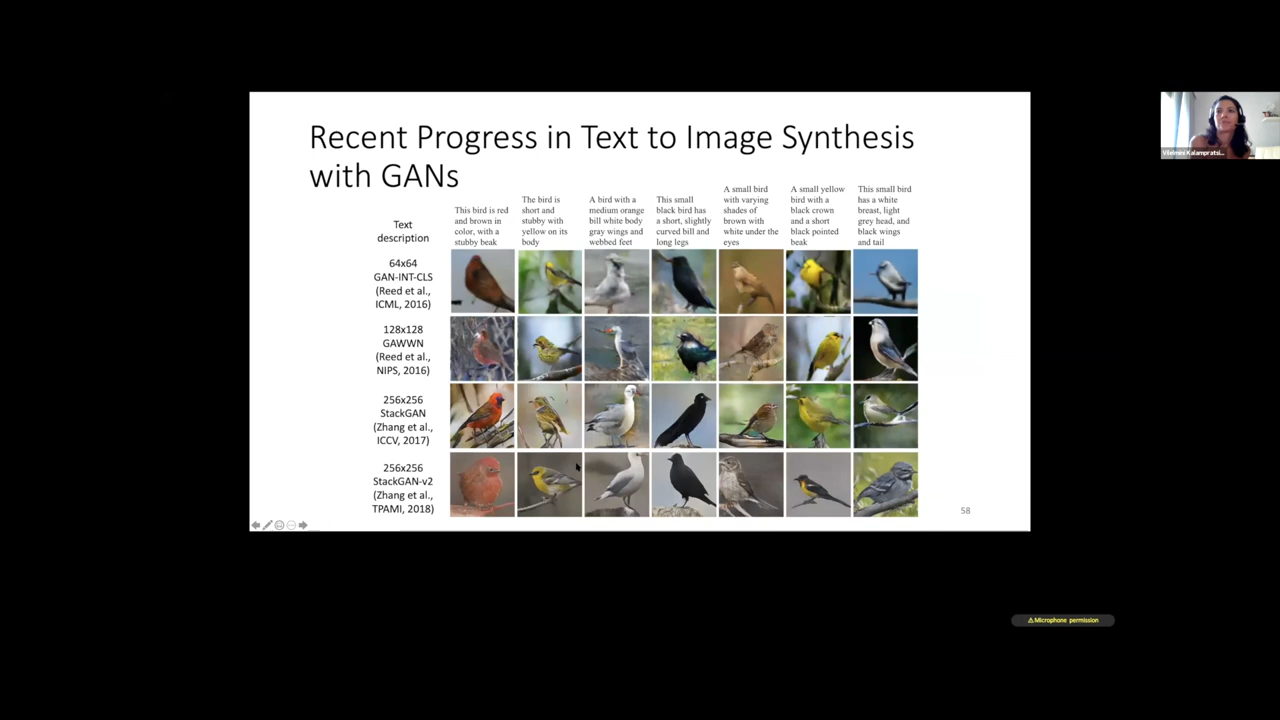 Recent Progress in Text to Image Synthesis
with GANs
Text
description
This bird is red
and brown in
color, with a
stubby beak
The bird is
short and
stubby with
yellow on its
body
A bird with a
medium orange
bill white body
gray wings and
webbed feet
This small
black bird has
a short, slightly
curved bill and
long legs
A small bird
with varying
shades of
brown with
white under the
eyes
A small yellow
bird with a
black crown
and a short
black pointed
beak
This small bird
has a white
breast, light
grey head, and
black wings
and tail
64x64
GAN-INT-CLS
(Reed et al.,
ICML, 2016)
128x128
GAWWN
(Reed et al.,
NIPS, 2016)
256x256
StackGAN
(Zhang et al.,
ICCV, 2017)
256x256
StackGAN-v2
(Zhang et al.,
TPAMI, 2018)
58
Vilelmini Kalampratsi...
Microphone permission